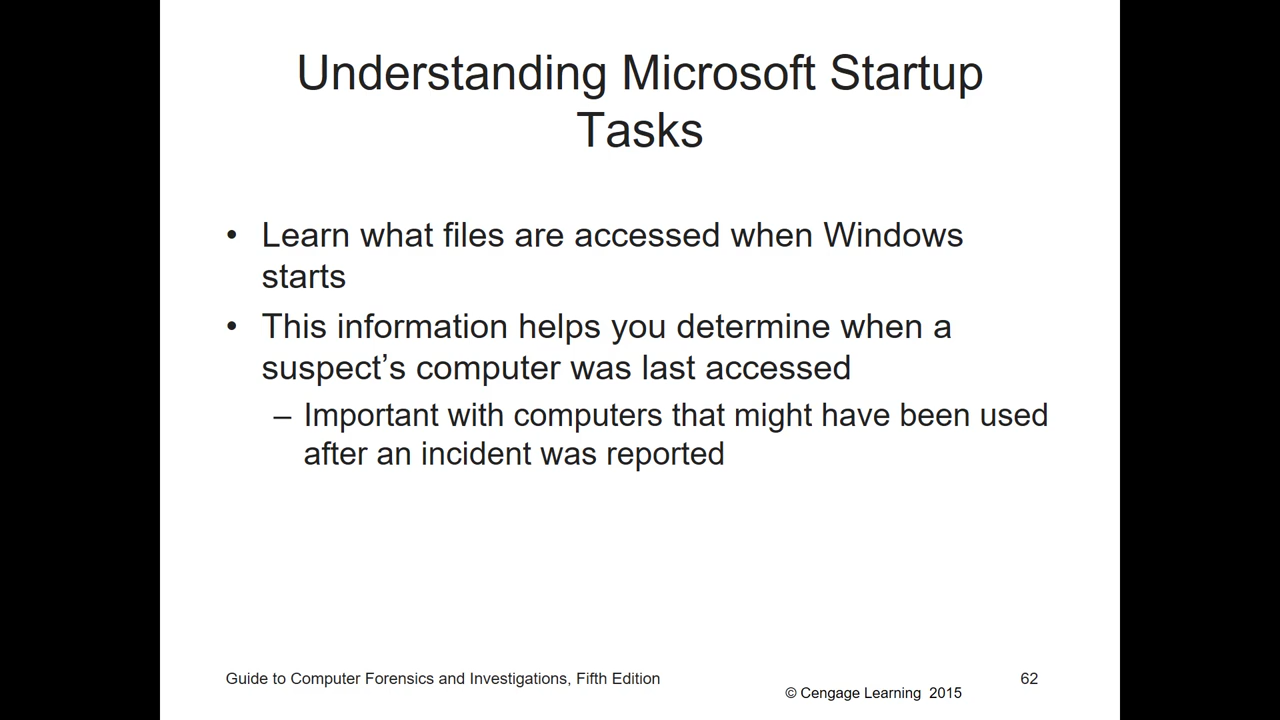 Understanding Microsoft Startup
Tasks
• Learn what files are accessed when Windows
starts
• This information helps you determine when a
suspect’s computer was last accessed
– Important with computers that might have been used
after an incident was reported
Guide to Computer Forensics and Investigations, Fifth Edition
© Cengage Learning 2015
62